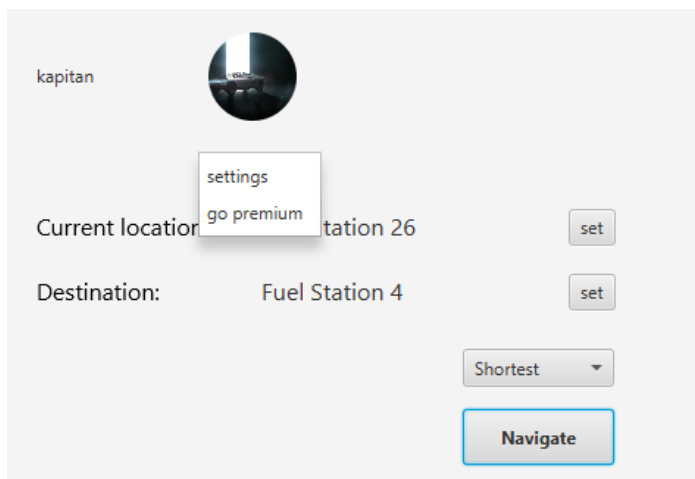 kapitan
settings
go premium
Current location tation 26 set
Destination: Fuel Station 4 set
Shortest
Navigate